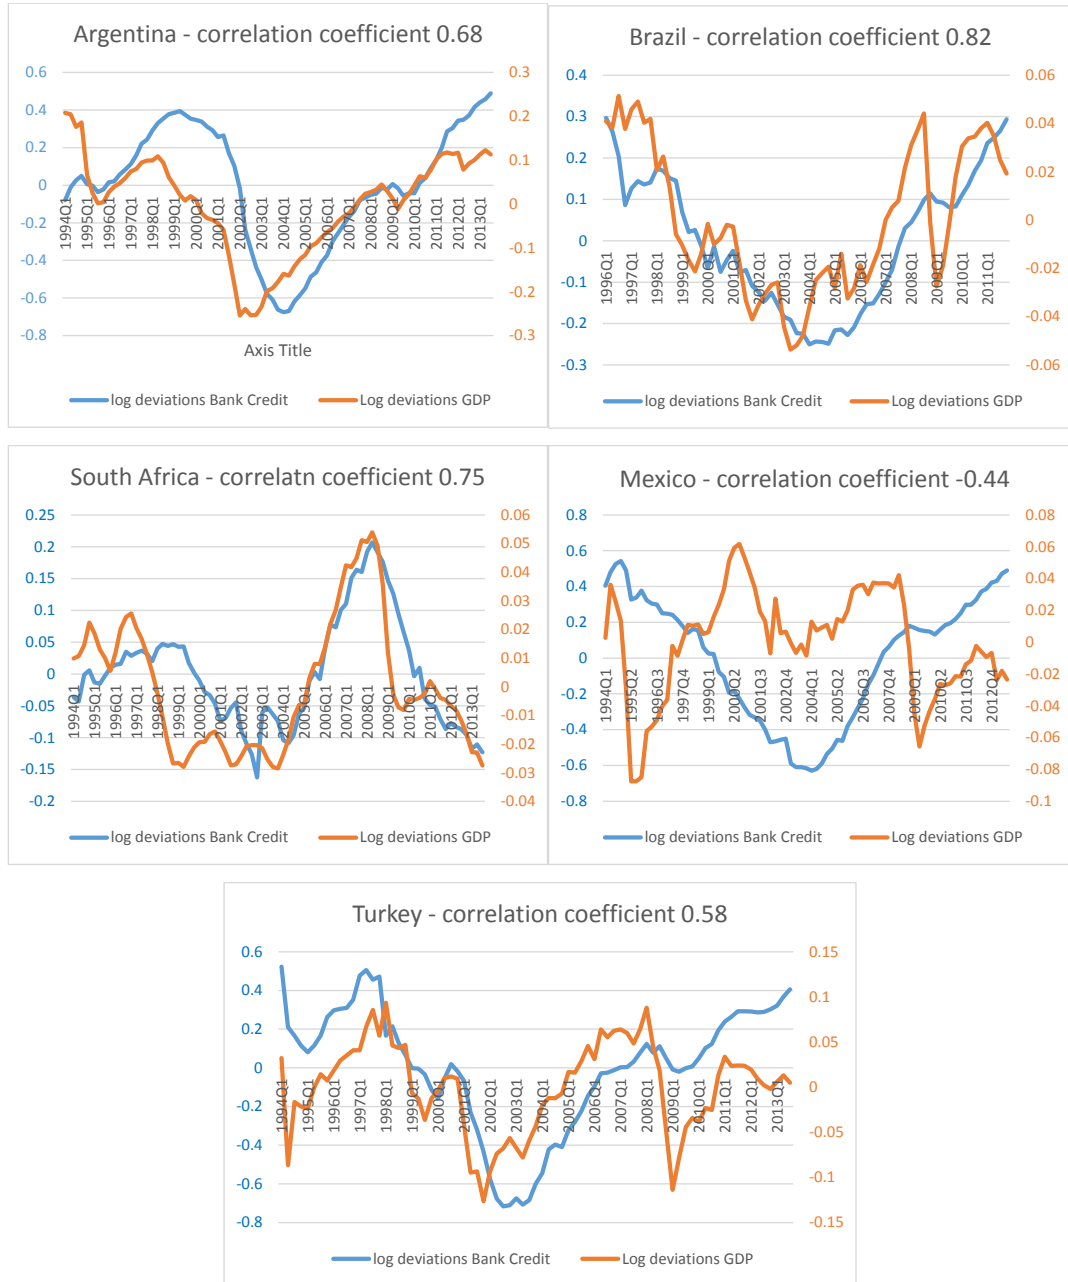 Argentina - correlation coefficient 0.68
0.6 0.3
0.4 0.2
0.2 0.1
0 0
-0.2 -0.1
-0.4
-0.6 -0.2
-0.8 -0.3
1994Q1 1995Q1 1996Q1 1997Q1 1998Q1 1999Q1 2000Q1 2001Q1 2002Q1 2003Q1 2004Q1 2005Q1 2006Q1 2007Q1 2008Q1 2009Q1 2010Q1 2011Q1 2012Q1 2013Q1
Axis Title
log deviations Bank Credit Log deviations GDP
Brazil - correlation coefficient 0.82
0.4 0.06
0.3 0.04
0.2 0.02
0.1 0
0 -0.02
-0.1 -0.04
-0.2 -0.06
-0.3
1996Q1 1997Q1 1998Q1 1999Q1 2000Q1 2001Q1 2002Q1 2003Q1 2004Q1 2005Q1 2006Q1 2007Q1 2008Q1 2009Q1 2010Q1 2011Q1
log deviations Bank Credit Log deviations GDP
South Africa - correlatn coefficient 0.75
0.25 0.06
0.2 0.05
0.15 0.04
0.1 0.03
0.05 0.02
0 0.01
-0.05 0
-0.1 -0.01
-0.15 -0.02
-0.2 -0.03
-0.04
1994Q1 1995Q1 1996Q1 1997Q1 1998Q1 1999Q1 2000Q1 2001Q1 2002Q1 2003Q1 2004Q1 2005Q1 2006Q1 2007Q1 2008Q1 2009Q1 2010Q1 2011Q1 2012Q1 2013Q1
log deviations Bank Credit Log deviations GDP
Mexico - correlation coefficient -0.44
0.8 0.08
0.6 0.06
0.4 0.04
0.2 0.02
0 0
-0.2 -0.02
-0.4 -0.04
-0.6 -0.06
-0.8 -0.08
-0.1
1994Q1 1995Q2 1996Q3 1997Q4 1999Q1 2000Q2 2001Q3 2002Q4 2004Q1 2005Q2 2006Q3 2007Q4 2009Q1 2010Q2 2011Q3 2012Q4
log deviations Bank Credit Log deviations GDP
Turkey - correlation coefficient 0.58
0.6 0.15
0.4 0.1
0.2 0.05
0 0
-0.2 -0.05
-0.4 -0.1
-0.6 -0.15
-0.8
1994Q1 1995Q1 1996Q1 1997Q1 1998Q1 1999Q1 2000Q1 2001Q1 2002Q1 2003Q1 2004Q1 2005Q1 2006Q1 2007Q1 2008Q1 2009Q1 2010Q1 2011Q1 2012Q1 2013Q1
log deviations Bank Credit Log deviations GDP